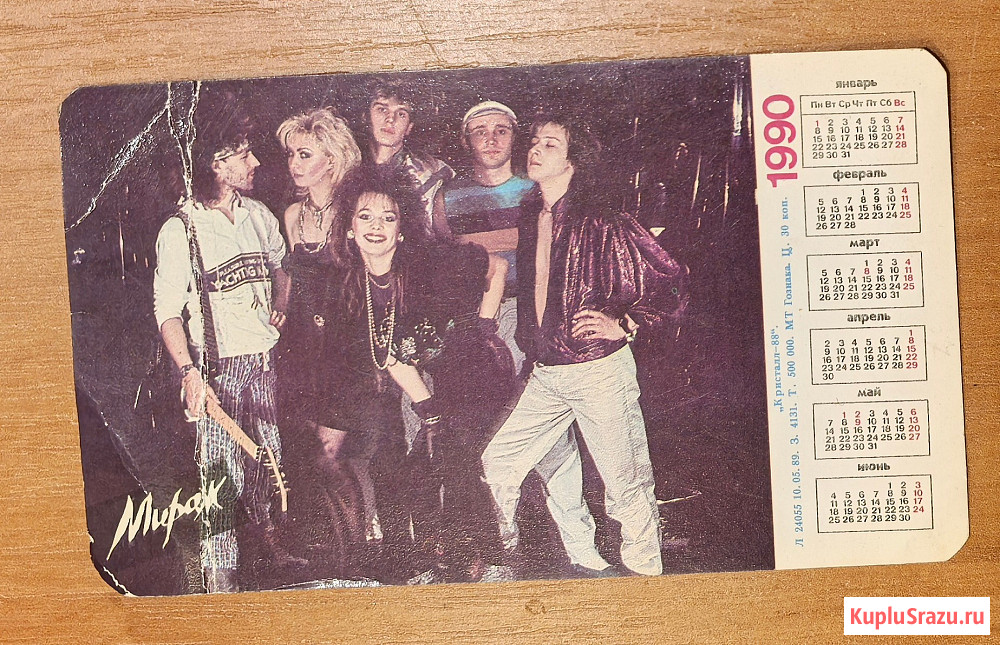 Мираж
YACHTING
1990
„Кристалл-88".
Л 24055 10.05.89. З. 4131. Т. 500 000. МТ Гознака. Ц. 30 коп.
январь
Пн Вт Ср Чт Пт Сб Вс
1 2 3 4 5 6 7
8 9 10 11 12 13 14
15 16 17 18 19 20 21
22 23 24 25 26 27 28
29 30 31
февраль
1 2 3 4
5 6 7 8 9 10 11
12 13 14 15 16 17 18
19 20 21 22 23 24 25
26 27 28
март
1 2 3 4
5 6 7 8 9 10 11
12 13 14 15 16 17 18
19 20 21 22 23 24 25
26 27 28 29 30 31
апрель
1
2 3 4 5 6 7 8
9 10 11 12 13 14 15
16 17 18 19 20 21 22
23 24 25 26 27 28 29
30
май
1 2 3 4 5 6
7 8 9 10 11 12 13
14 15 16 17 18 19 20
21 22 23 24 25 26 27
28 29 30 31
июнь
1 2 3
4 5 6 7 8 9 10
11 12 13 14 15 16 17
18 19 20 21 22 23 24
25 26 27 28 29 30
KupluSrazu.ru